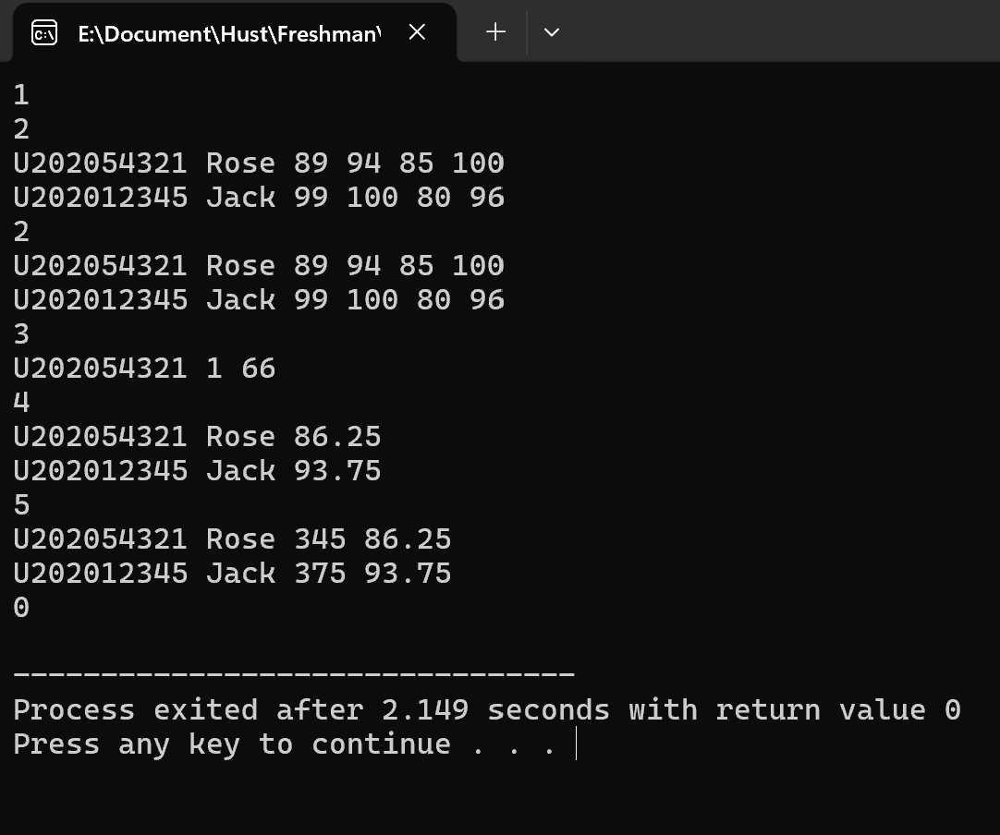 E:\Document\Hust\Freshman\
1
2
U202054321 Rose 89 94 85 100
U202012345 Jack 99 100 80 96
2
U202054321 Rose 89 94 85 100
U202012345 Jack 99 100 80 96
3
U202054321 1 66
4
U202054321 Rose 86.25
U202012345 Jack 93.75
5
U202054321 Rose 345 86.25
U202012345 Jack 375 93.75
0
--------------------------------
Process exited after 2.149 seconds with return value 0
Press any key to continue . . .